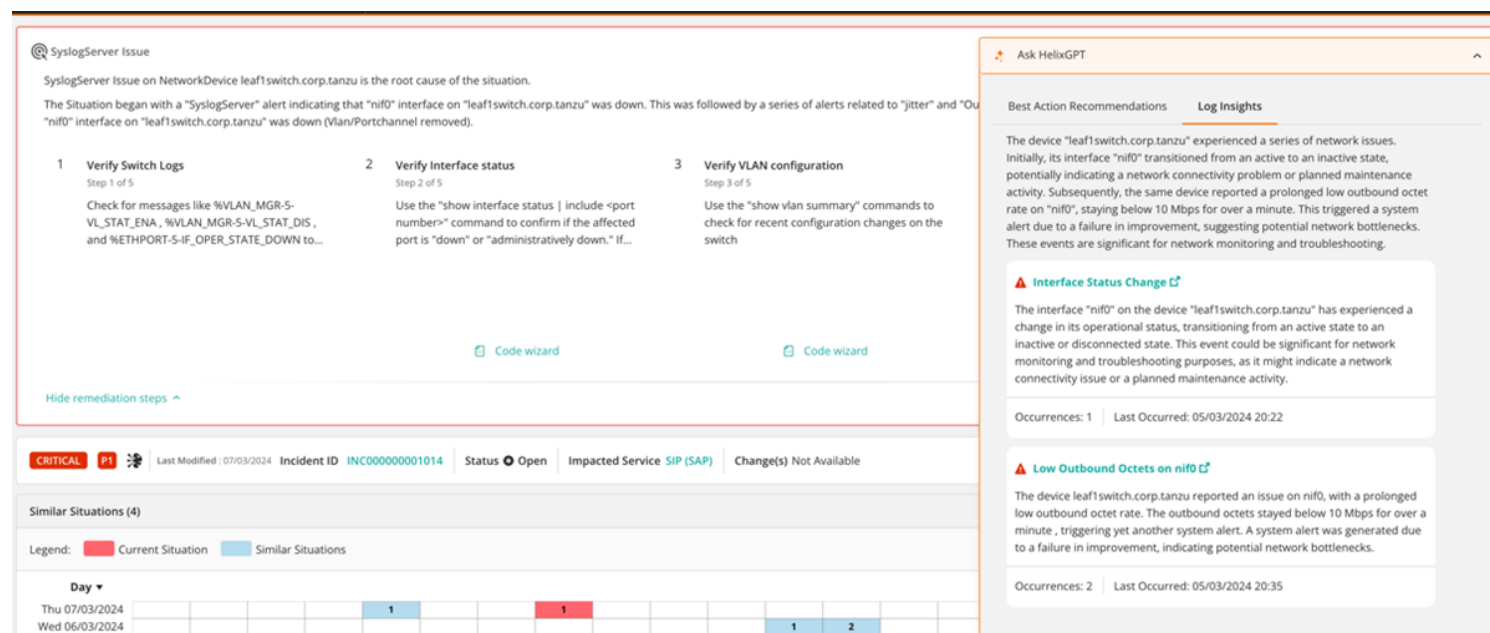 SyslogServer Issue
SyslogServer Issue on NetworkDevice leaf1switch.corp.tanzu is the root cause of the situation.
The Situation began with a "SyslogServer" alert indicating that "nif0" interface on "leaf1switch.corp.tanzu" was down. This was followed by a series of alerts related to "jitter" and "Ou
"nif0" interface on "leaf1switch.corp.tanzu" was down (Vlan/Portchannel removed).
1 Verify Switch Logs
Step 1 of 5
Check for messages like %VLAN_MGR-5-
VL_STAT_ENA , %VLAN_MGR-5-VL_STAT_DIS ,
and %ETHPORT-5-IF_OPER_STATE_DOWN to...
2 Verify Interface status
Step 2 of 5
Use the "show interface status | include <port
number>" command to confirm if the affected
port is "down" or "administratively down." If...
Code wizard
3 Verify VLAN configuration
Step 3 of 5
Use the "show vlan summary" commands to
check for recent configuration changes on the
switch
Code wizard
Hide remediation steps
CRITICAL P1 Last Modified : 07/03/2024 Incident ID INC000000001014 Status Open Impacted Service SIP (SAP) Change(s) Not Available
Similar Situations (4)
Legend: Current Situation Similar Situations
Day
Thu 07/03/2024 1 1
Wed 06/03/2024 1 2
Ask HelixGPT
Best Action Recommendations Log Insights
The device "leaf1switch.corp.tanzu" experienced a series of network issues.
Initially, its interface "nif0" transitioned from an active to an inactive state,
potentially indicating a network connectivity problem or planned maintenance
activity. Subsequently, the same device reported a prolonged low outbound octet
rate on "nif0", staying below 10 Mbps for over a minute. This triggered a system
alert due to a failure in improvement, suggesting potential network bottlenecks.
These events are significant for network monitoring and troubleshooting.
Interface Status Change
The interface "nif0" on the device "leaf1switch.corp.tanzu" has experienced a
change in its operational status, transitioning from an active state to an
inactive or disconnected state. This event could be significant for network
monitoring and troubleshooting purposes, as it might indicate a network
connectivity issue or a planned maintenance activity.
Occurrences: 1 Last Occurred: 05/03/2024 20:22
Low Outbound Octets on nif0
The device leaf1switch.corp.tanzu reported an issue on nif0, with a prolonged
low outbound octet rate. The outbound octets stayed below 10 Mbps for over a
minute , triggering yet another system alert. A system alert was generated due
to a failure in improvement, indicating potential network bottlenecks.
Occurrences: 2 Last Occurred: 05/03/2024 20:35